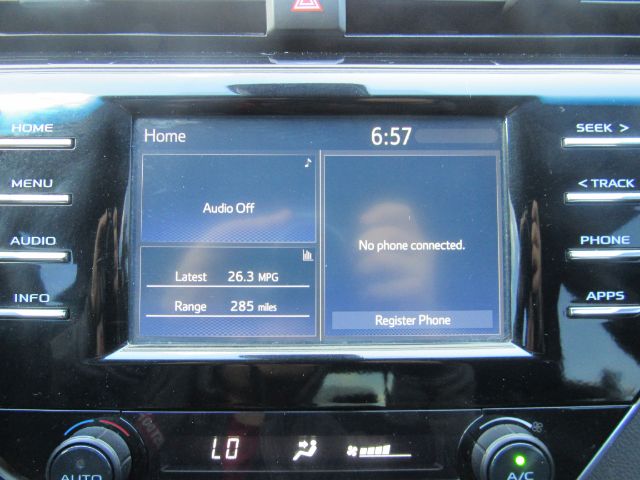 HOME
MENU
AUDIO
INFO
Home 6:57
Audio Off
Latest 26.3 MPG
Range 285 miles
No phone connected.
Register Phone
SEEK >
< TRACK
PHONE
APPS
AUTO
LO
A/C